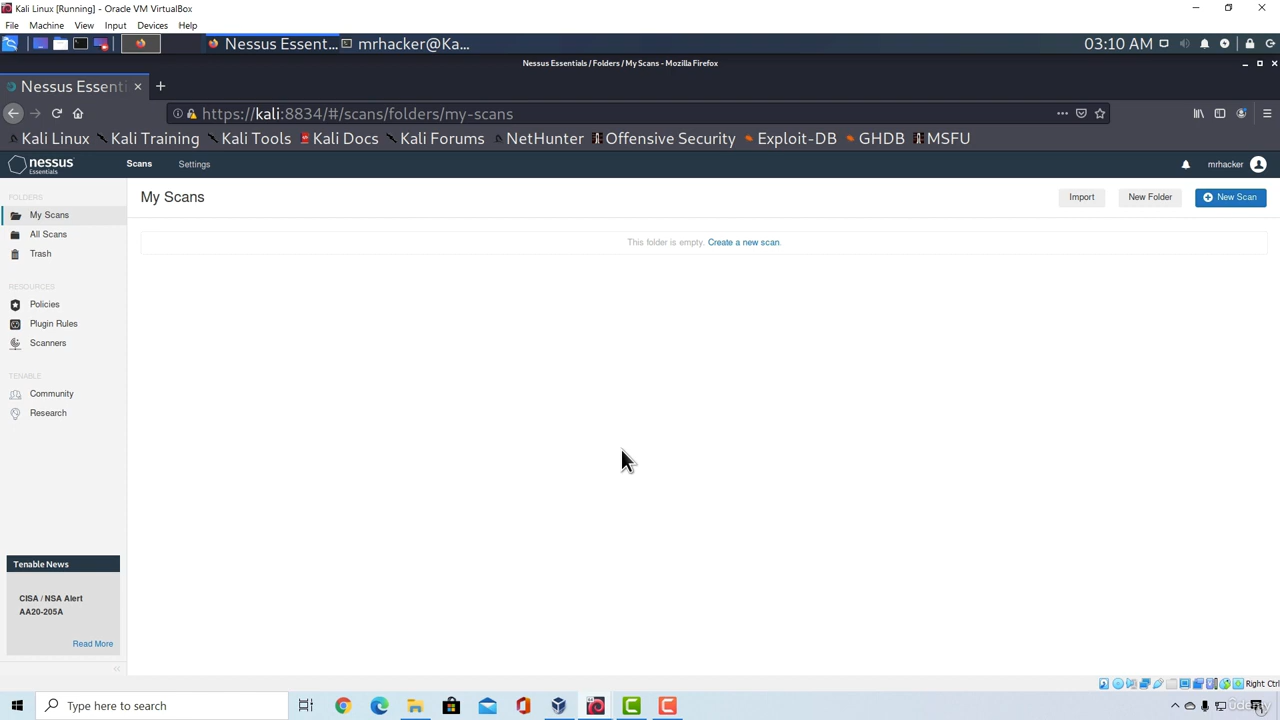 Kali Linux [Running] - Oracle VM VirtualBox
File Machine View Input Devices Help
Nessus Essent... mrhacker@Ka... 03:10 AM
Nessus Essentials / Folders / My Scans - Mozilla Firefox
Nessus Essenti
https://kali:8834/#/scans/folders/my-scans
Kali Linux Kali Training Kali Tools Kali Docs Kali Forums NetHunter Offensive Security Exploit-DB GHDB MSFU
nessus Essentials Scans Settings mrhacker
FOLDERS
My Scans
All Scans
Trash
RESOURCES
Policies
Plugin Rules
Scanners
TENABLE
Community
Research
Tenable News
CISA / NSA Alert
AA20-205A
Read More
My Scans Import New Folder New Scan
This folder is empty. Create a new scan.
Right Ctrl
Type here to search